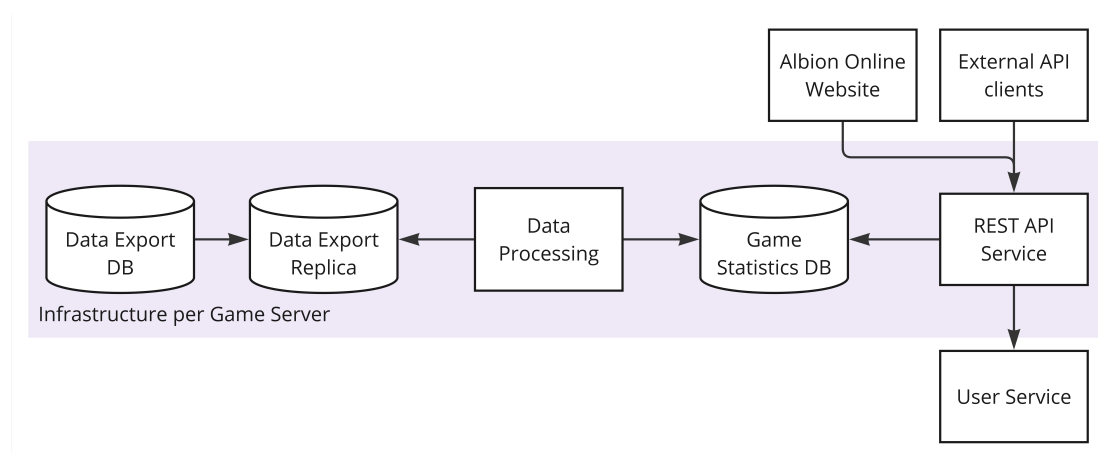 Albion Online
Website
External API
clients
Data Export
DB
Data Export
Replica
Data
Processing
Game
Statistics DB
REST API
Service
Infrastructure per Game Server
User Service